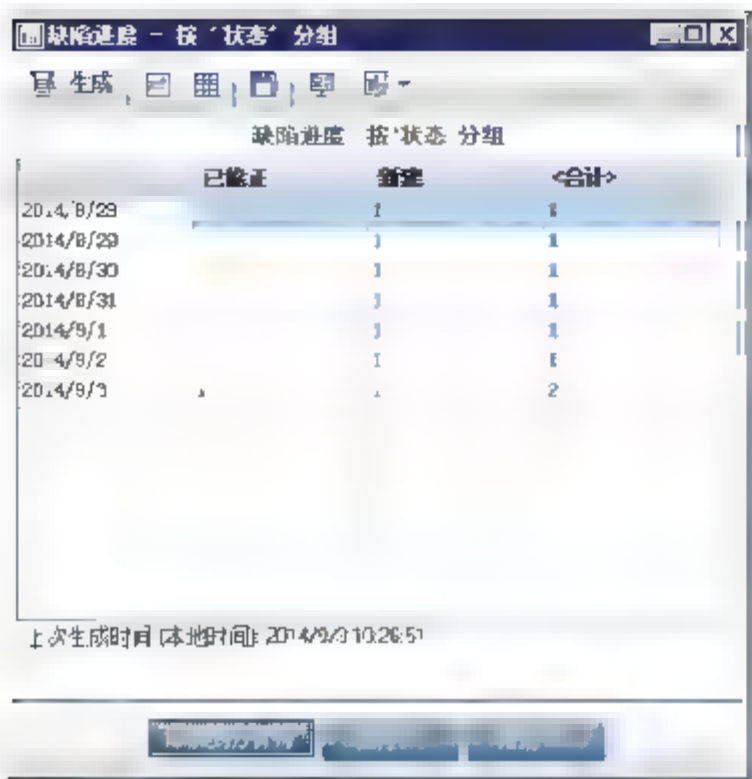 缺陷进度 - 按 '状态' 分组
生成
缺陷进度 按'状态 分组
已修正 新建 <合计>
2014/8/28 1 1
2014/8/29 1 1
2014/8/30 1 1
2014/8/31 1 1
2014/9/1 1 1
2014/9/2 1 1
2014/9/3 1 1 2
上次生成时间 (本地时间): 2014/9/3 10:26:51